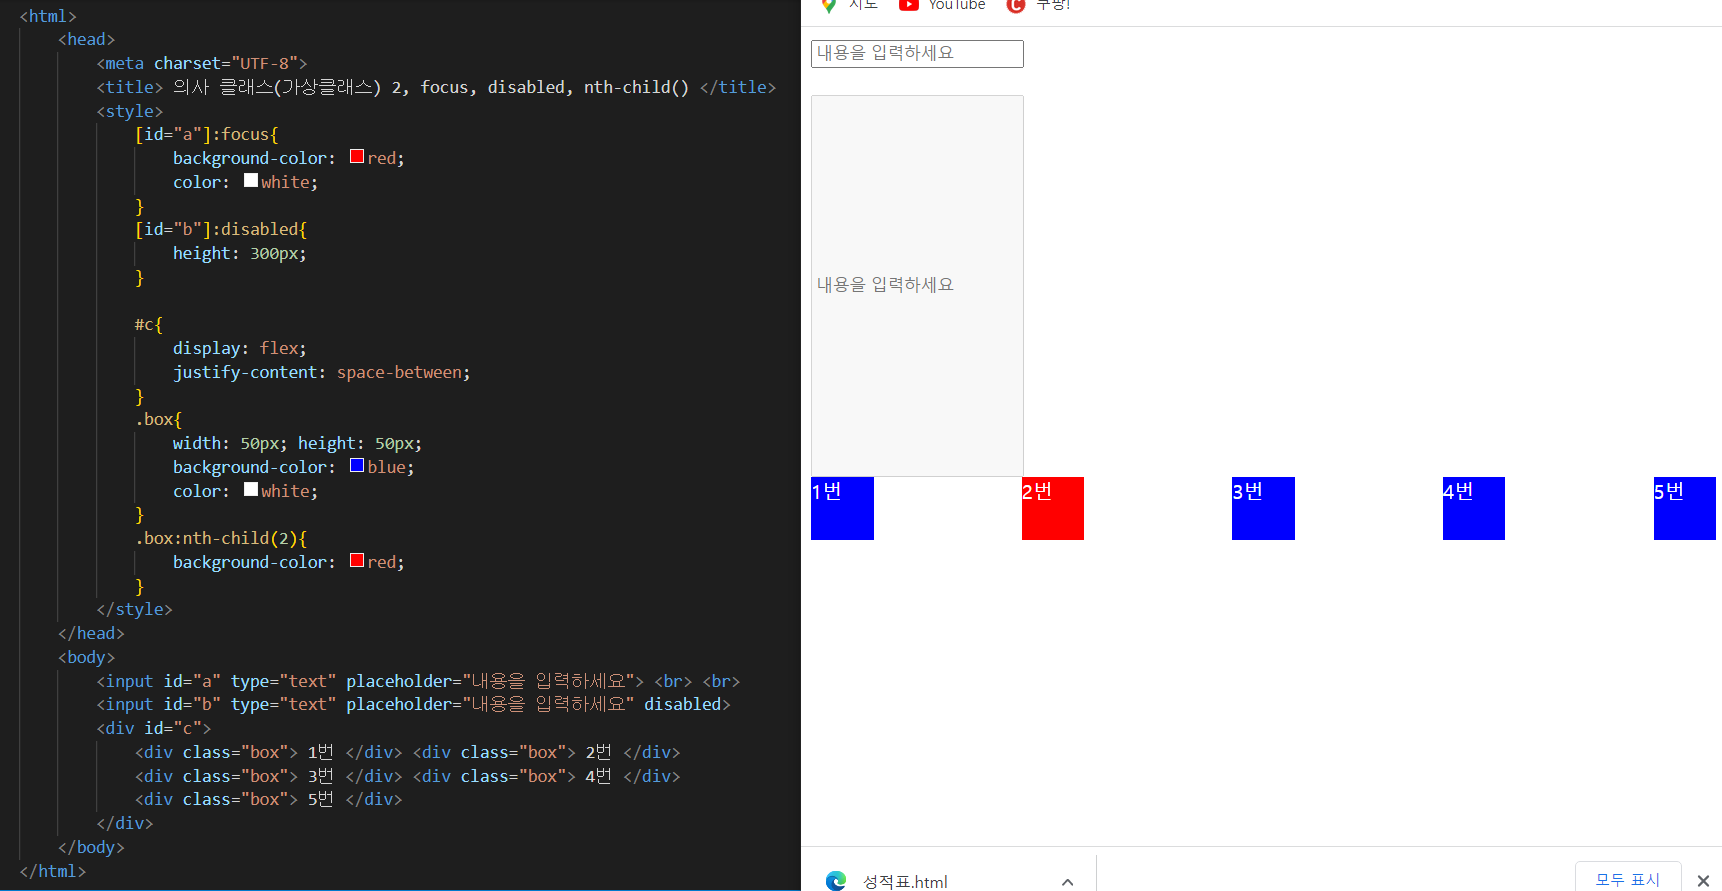 <html>
<head>
<meta charset="UTF-8">
<title> 의사 클래스(가상클래스) 2, focus, disabled, nth-child() </title>
<style>
[id="a"]:focus{
background-color: red;
color: white;
}
[id="b"]:disabled{
height: 300px;
}
#c{
display: flex;
justify-content: space-between;
}
.box{
width: 50px; height: 50px;
background-color: blue;
color: white;
}
.box:nth-child(2){
background-color: red;
}
</style>
</head>
<body>
<input id="a" type="text" placeholder="내용을 입력하세요"> <br> <br>
<input id="b" type="text" placeholder="내용을 입력하세요" disabled>
<div id="c">
<div class="box"> 1번 </div> <div class="box"> 2번 </div>
<div class="box"> 3번 </div> <div class="box"> 4번 </div>
<div class="box"> 5번 </div>
</div>
</body>
</html>
지도 YouTube 쿠팡!
내용을 입력하세요
내용을 입력하세요
1번 2번 3번 4번 5번
성적표.html 모두 표시